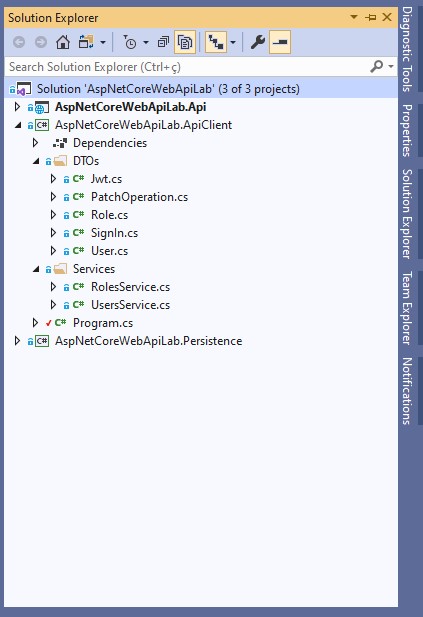 Solution Explorer
Search Solution Explorer (Ctrl+ç)
Solution 'AspNetCoreWebApiLab' (3 of 3 projects)
AspNetCoreWebApiLab.Api
C# AspNetCoreWebApiLab.ApiClient
Dependencies
DTOs
C# Jwt.cs
C# PatchOperation.cs
C# Role.cs
C# SignIn.cs
C# User.cs
Services
C# RolesService.cs
C# UsersService.cs
C# Program.cs
C# AspNetCoreWebApiLab.Persistence
Diagnostic Tools
Properties
Solution Explorer
Team Explorer
Notifications